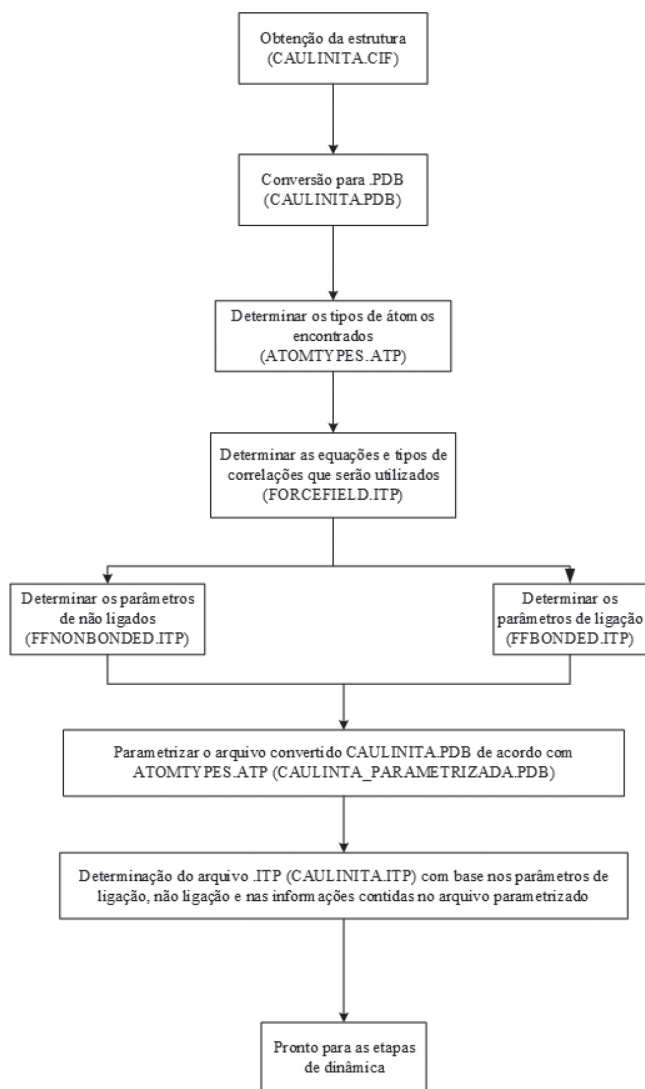 Obtenção da estrutura
(CAULINITA.CIF)
Conversão para .PDB
(CAULINITA.PDB)
Determinar os tipos de átomos
encontrados
(ATOMTYPES.ATP)
Determinar as equações e tipos de
correlações que serão utilizados
(FORCEFIELD.ITP)
Determinar os parâmetros
de não ligados
(FFNONBONDED.ITP)
Determinar os
parâmetros de ligação
(FFBONDED.ITP)
Parametrizar o arquivo convertido CAULINITA.PDB de acordo com
ATOMTYPES.ATP (CAULINTA_PARAMETRIZADA.PDB)
Determinação do arquivo .ITP (CAULINITA.ITP) com base nos parâmetros de
ligação, não ligação e nas informações contidas no arquivo parametrizado
Pronto para as etapas
de dinâmica